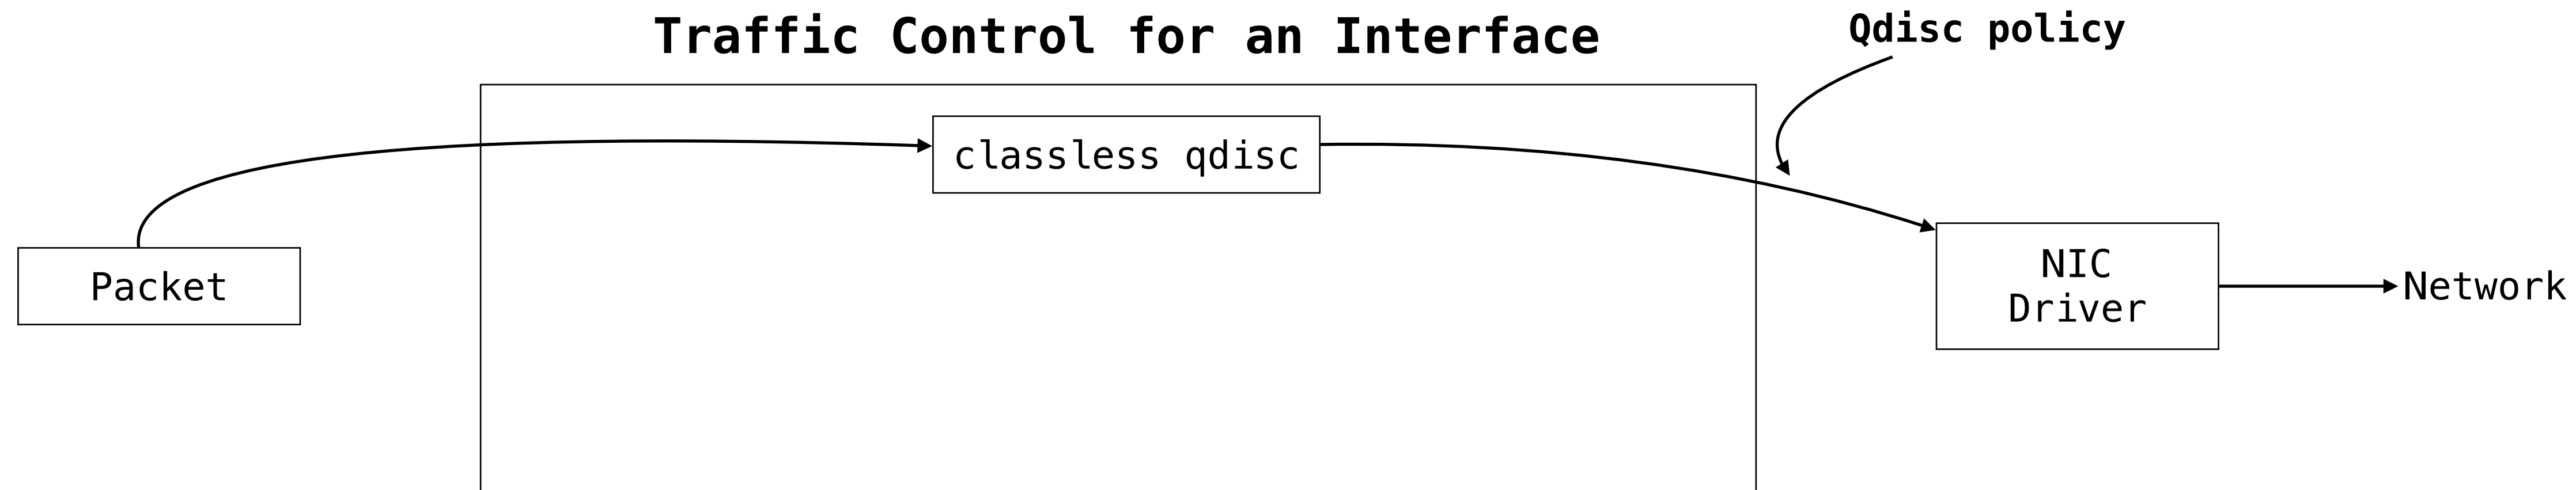 Traffic Control for an Interface
Qdisc policy
classless qdisc
Packet
NIC
Driver
Network